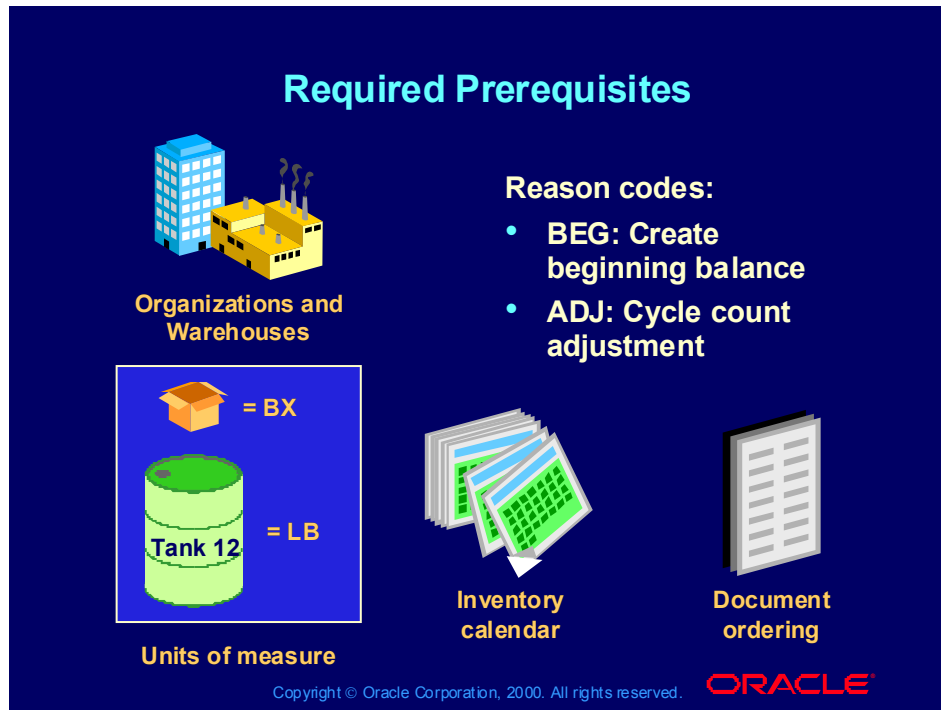 Required Prerequisites
Organizations and
Warehouses
Reason codes:
• BEG: Create
beginning balance
• ADJ: Cycle count
adjustment
= BX
Tank 12
= LB
Units of measure
Inventory
calendar
Document
ordering
Copyright © Oracle Corporation, 2000. All rights reserved.
ORACLE®